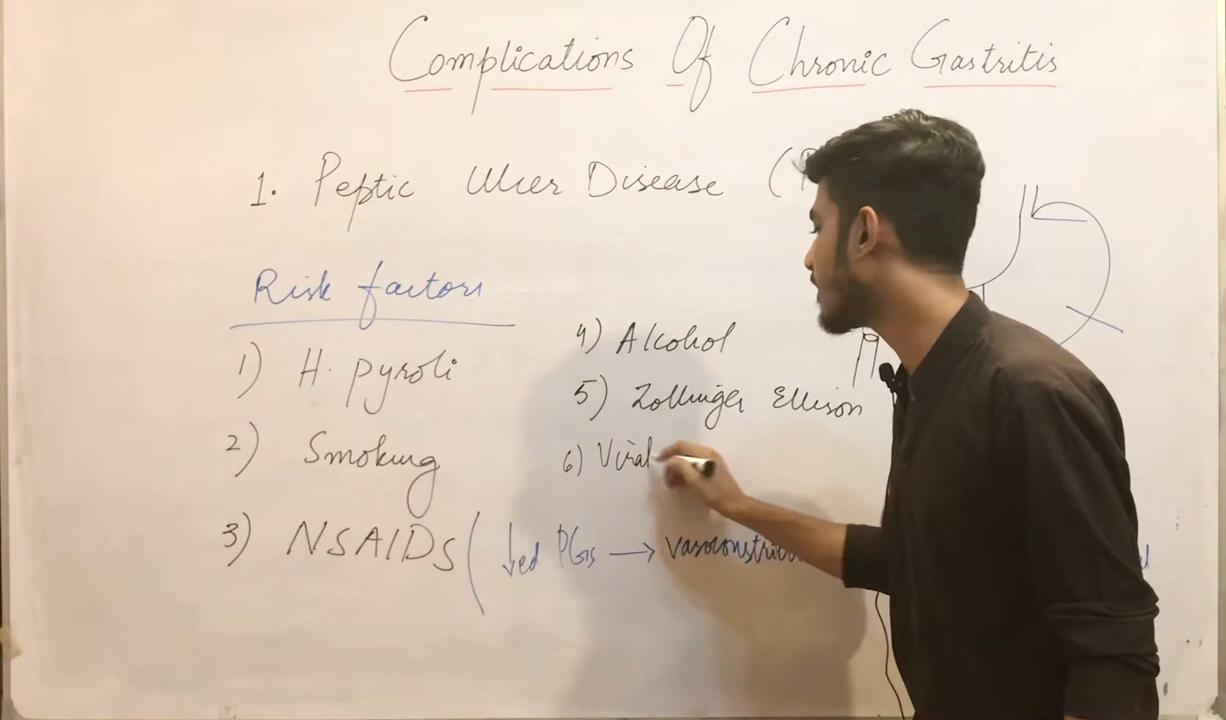 Complications Of Chronic Gastritis
1. Peptic Ulcer Disease (
Risk factors
1) H. pyroli
2) Smoking
3) NSAIDS ( ↓ed PGs → vasoconstric
4) Alcohol
5) Zollinger Ellison
6) Viral